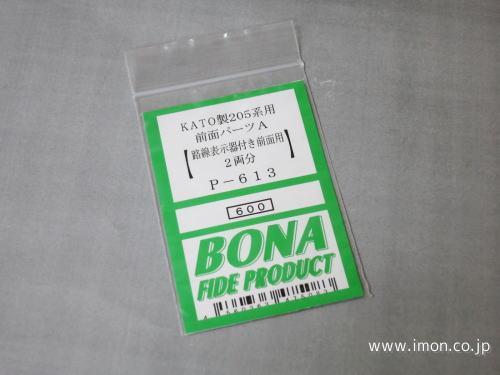 KATO製205系用
前面パーツA
【路線表示器付き前面用】
2両分
P-613
600
BONA
FIDE PRODUCT
www.imon.co.jp